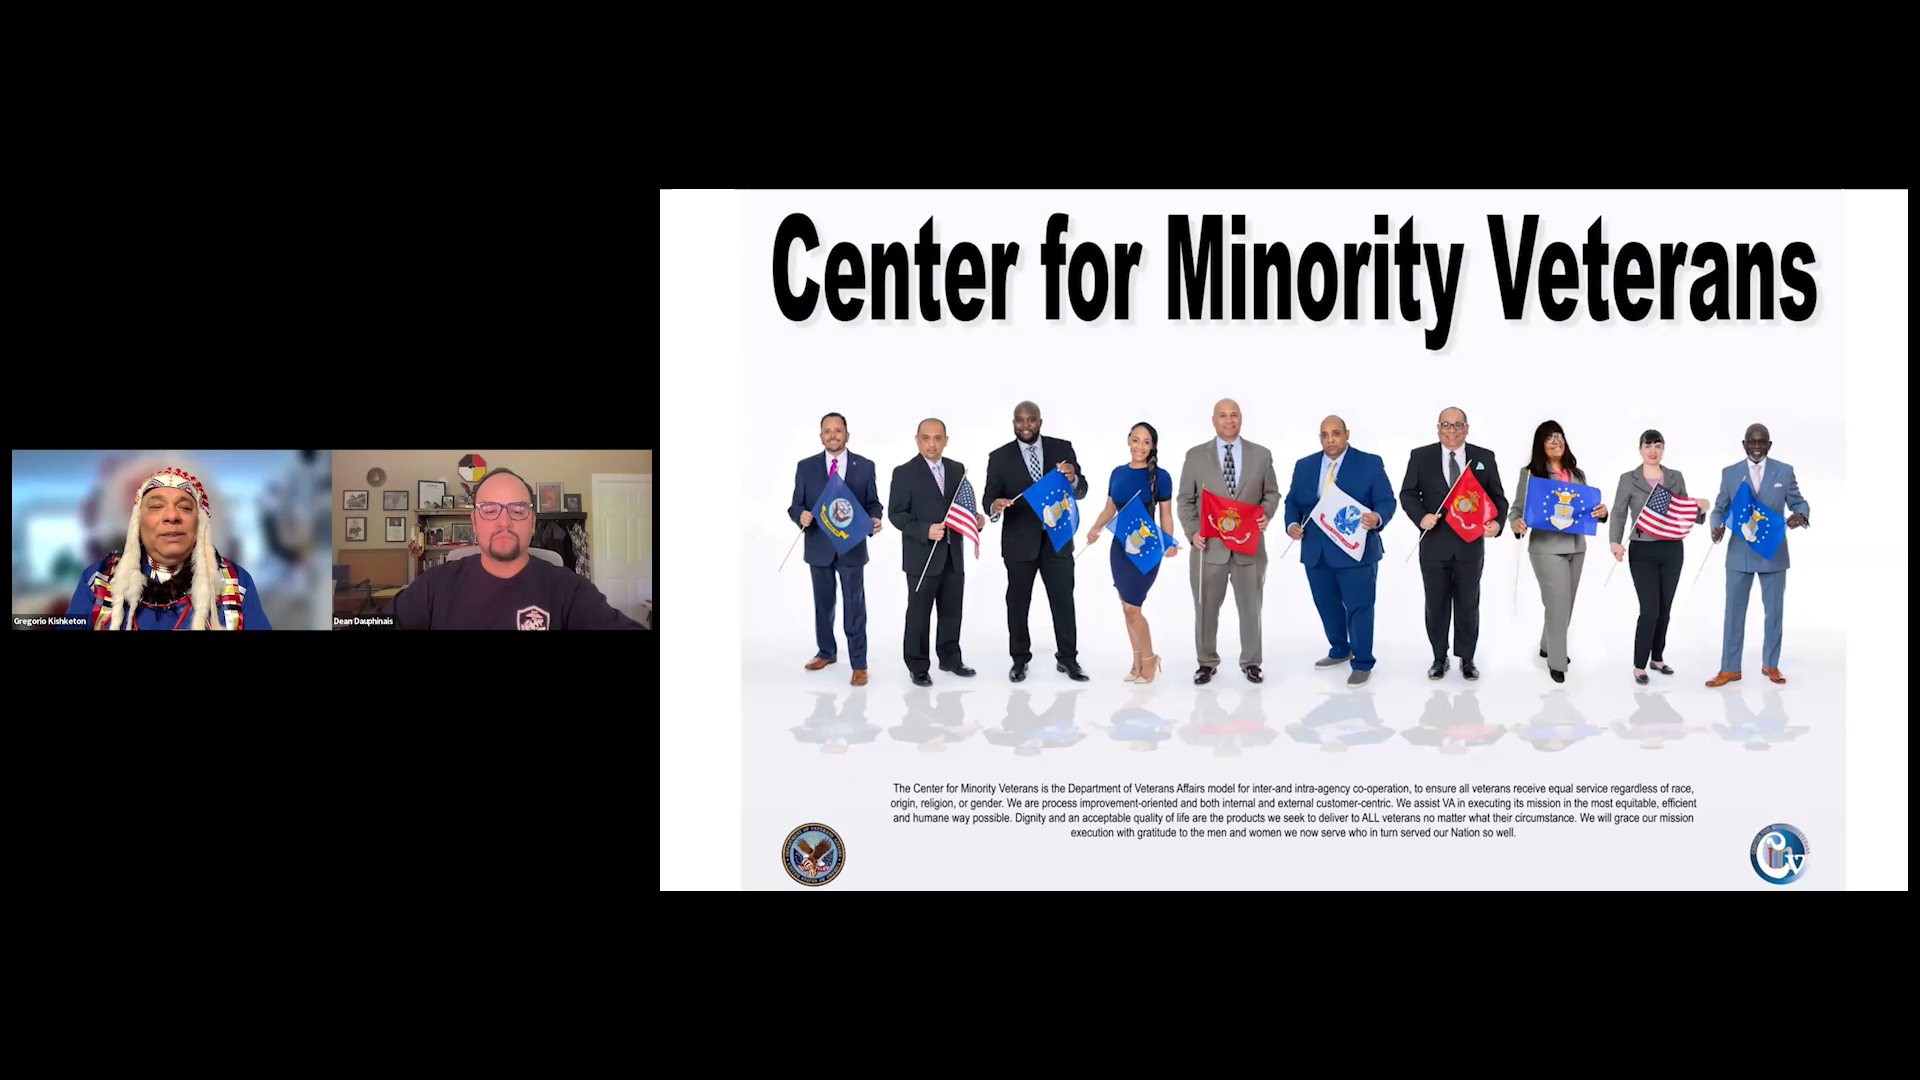 Center for Minority Veterans
Gregorio Kishketon
Dean Dauphinais
The Center for Minority Veterans is the Department of Veterans Affairs model for inter-and intra-agency co-operation, to ensure all veterans receive equal service regardless of race,
origin, religion, or gender. We are process improvement-oriented and both internal and external customer-centric. We assist VA in executing its mission in the most equitable, efficient
and humane way possible. Dignity and an acceptable quality of life are the products we seek to deliver to ALL veterans no matter what their circumstance. We will grace our mission
execution with gratitude to the men and women we now serve who in turn served our Nation so well.